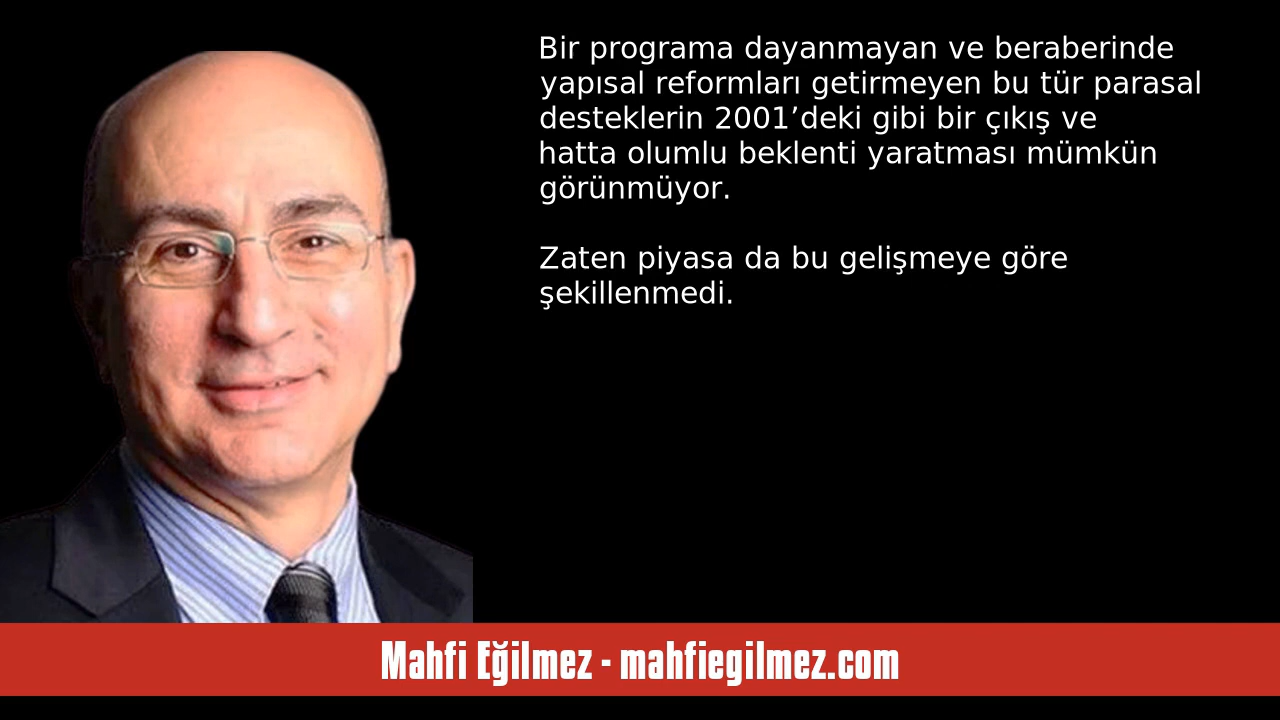 Bir programa dayanmayan ve beraberinde
yapısal reformları getirmeyen bu tür parasal
desteklerin 2001’deki gibi bir çıkış ve
hatta olumlu beklenti yaratması mümkün
görünmüyor.
Zaten piyasa da bu gelişmeye göre
şekillenmedi.
Mahfi Eğilmez - mahfiegilmez.com